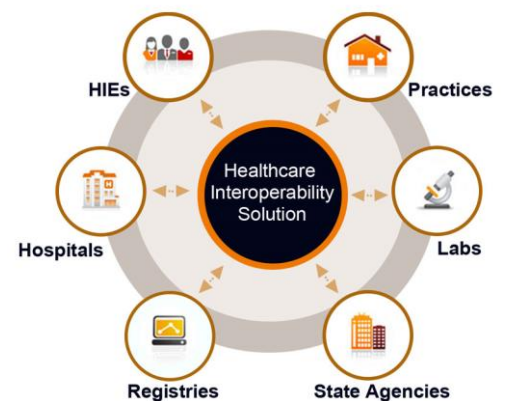 HIEs
Practices
Healthcare
Interoperability
Solution
Hospitals
Labs
Registries
State Agencies